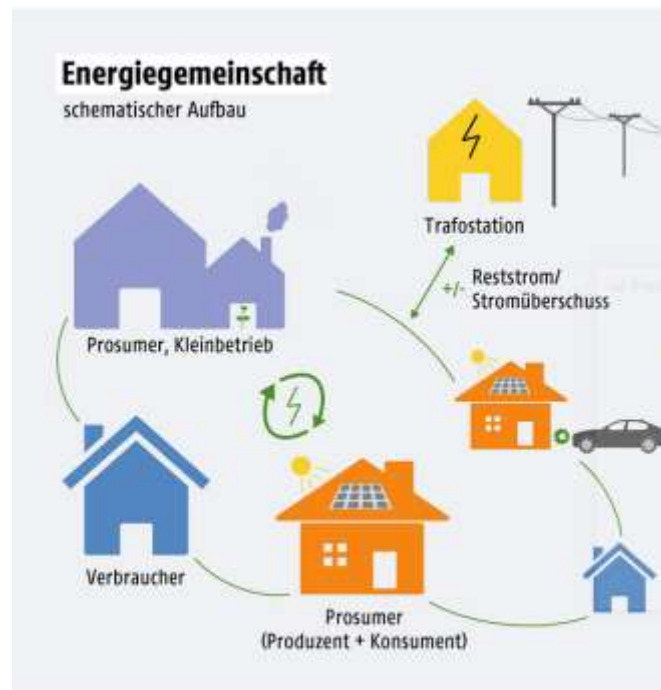 Energiegemeinschaft
schematischer Aufbau
Trafostation
+/- Reststrom/
Stromüberschuss
Prosumer, Kleinbetrieb
Verbraucher
Prosumer
(Produzent + Konsument)